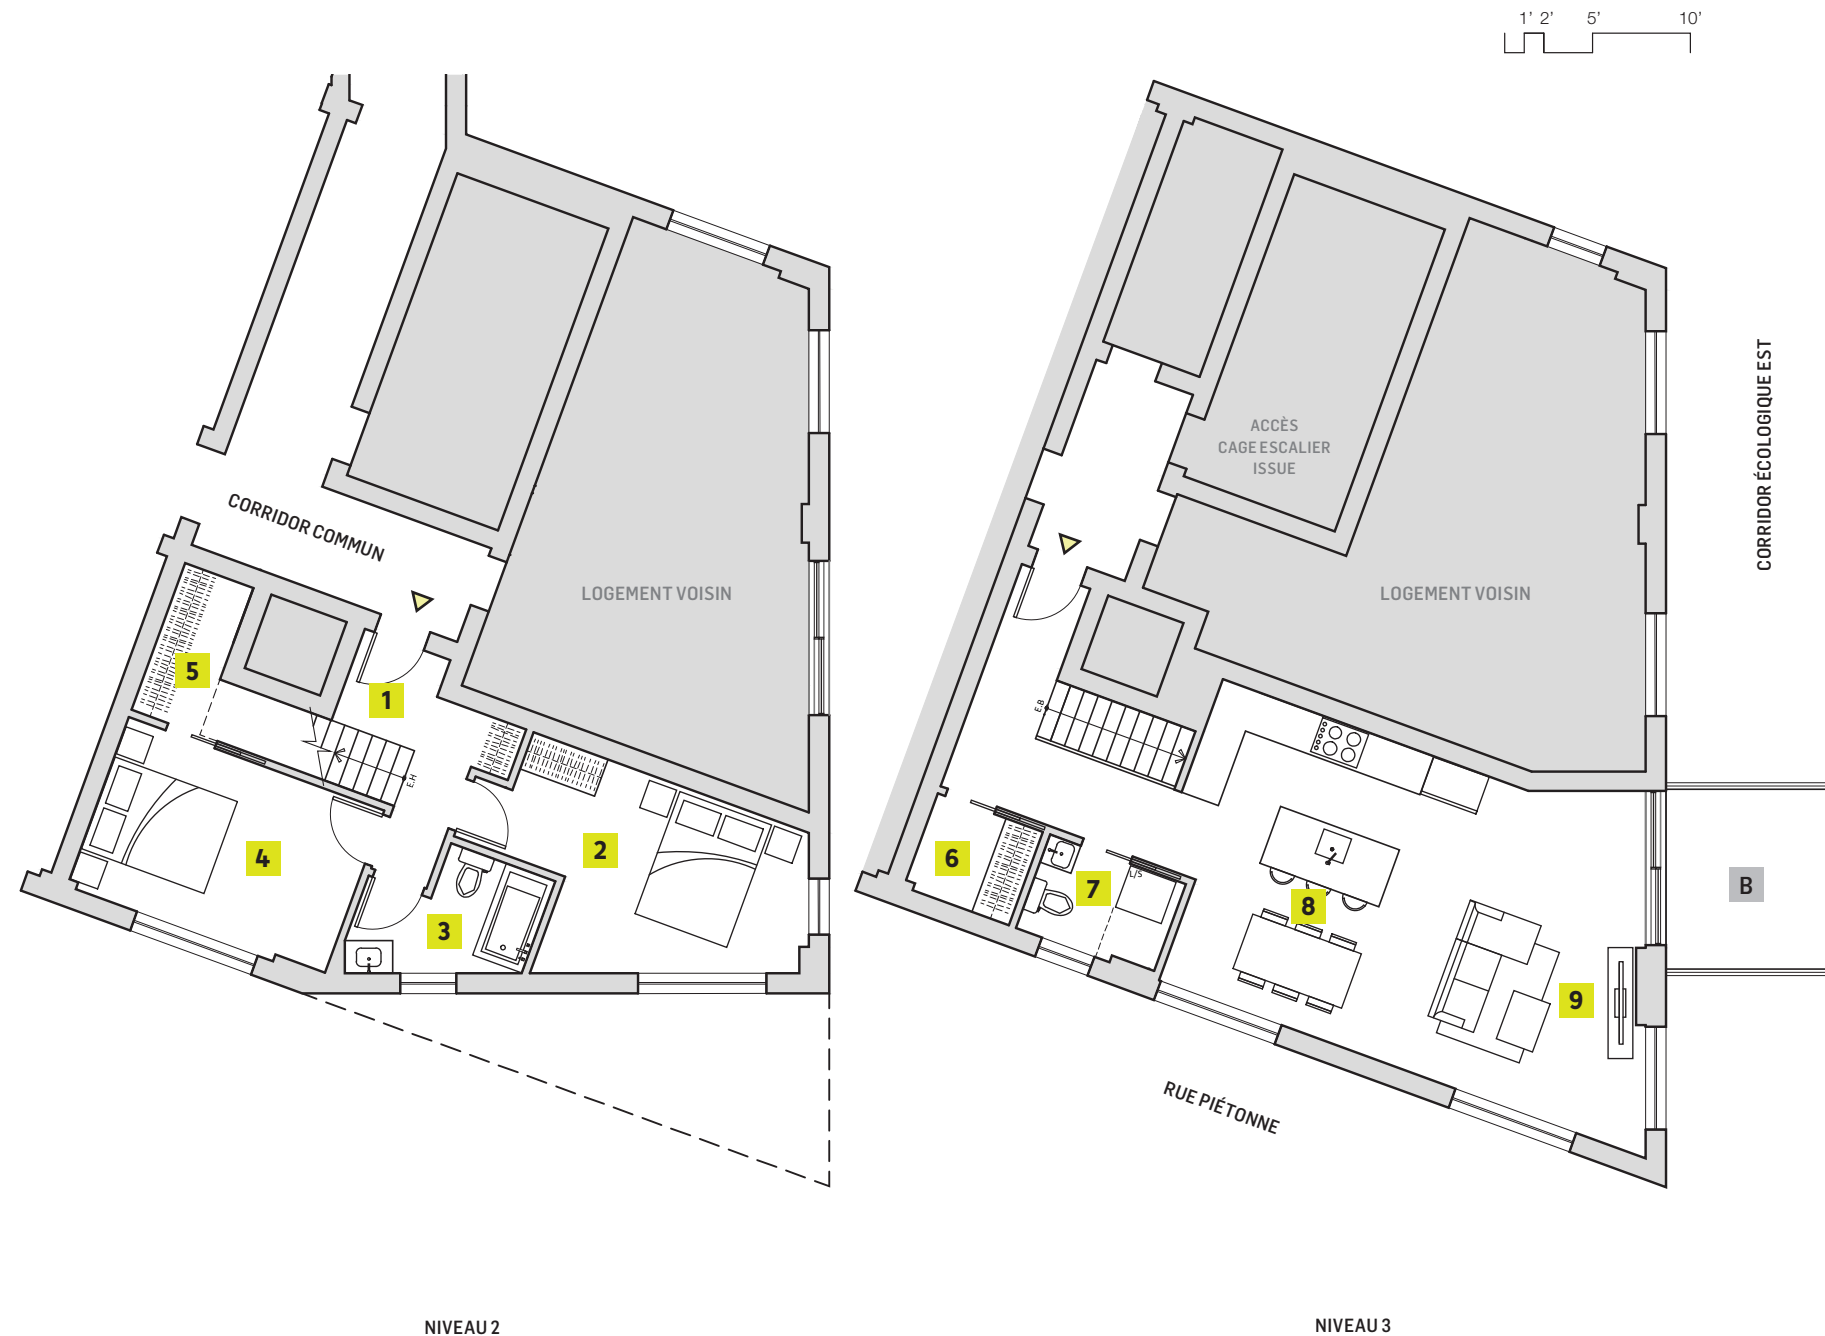 1’ 2’ 5’ 10’
CORRIDOR COMMUN
LOGEMENT VOISIN
5
1
E.H
2
4
3
NIVEAU 2
ACCÈS
CAGE ESCALIER
ISSUE
LOGEMENT VOISIN
CORRIDOR ÉCOLOGIQUE EST
E.B
6
7
L/S
8
9
B
RUE PIÉTONNE
NIVEAU 3